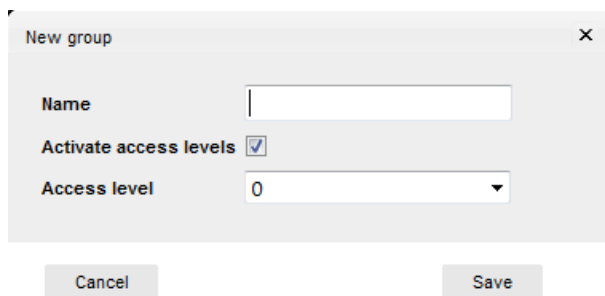 New group
Name
Activate access levels
Access level 0
Cancel Save